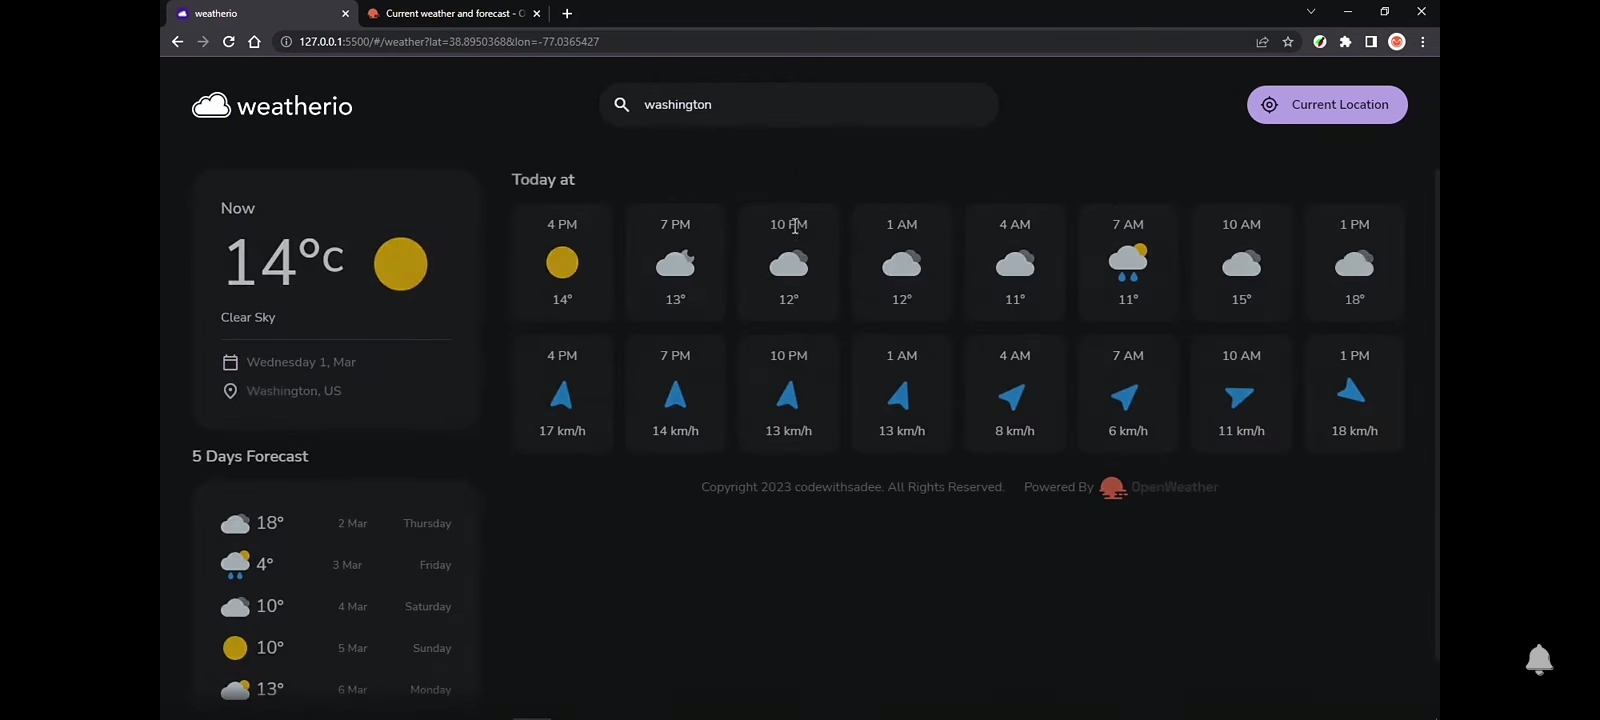 weatherio
Current weather and forecast - O
127.0.0.1:5500/#/weather?lat=38.8950368&lon=-77.0365427
weatherio
washington
Current Location
Now
14°c
Clear Sky
Wednesday 1, Mar
Washington, US
Today at
4 PM 7 PM 10 PM 1 AM 4 AM 7 AM 10 AM 1 PM
14° 13° 12° 12° 11° 11° 15° 18°
4 PM 7 PM 10 PM 1 AM 4 AM 7 AM 10 AM 1 PM
17 km/h 14 km/h 13 km/h 13 km/h 8 km/h 6 km/h 11 km/h 18 km/h
Copyright 2023 codewithsadee. All Rights Reserved. Powered By OpenWeather
5 Days Forecast
18° 2 Mar Thursday
4° 3 Mar Friday
10° 4 Mar Saturday
10° 5 Mar Sunday
13° 6 Mar Monday